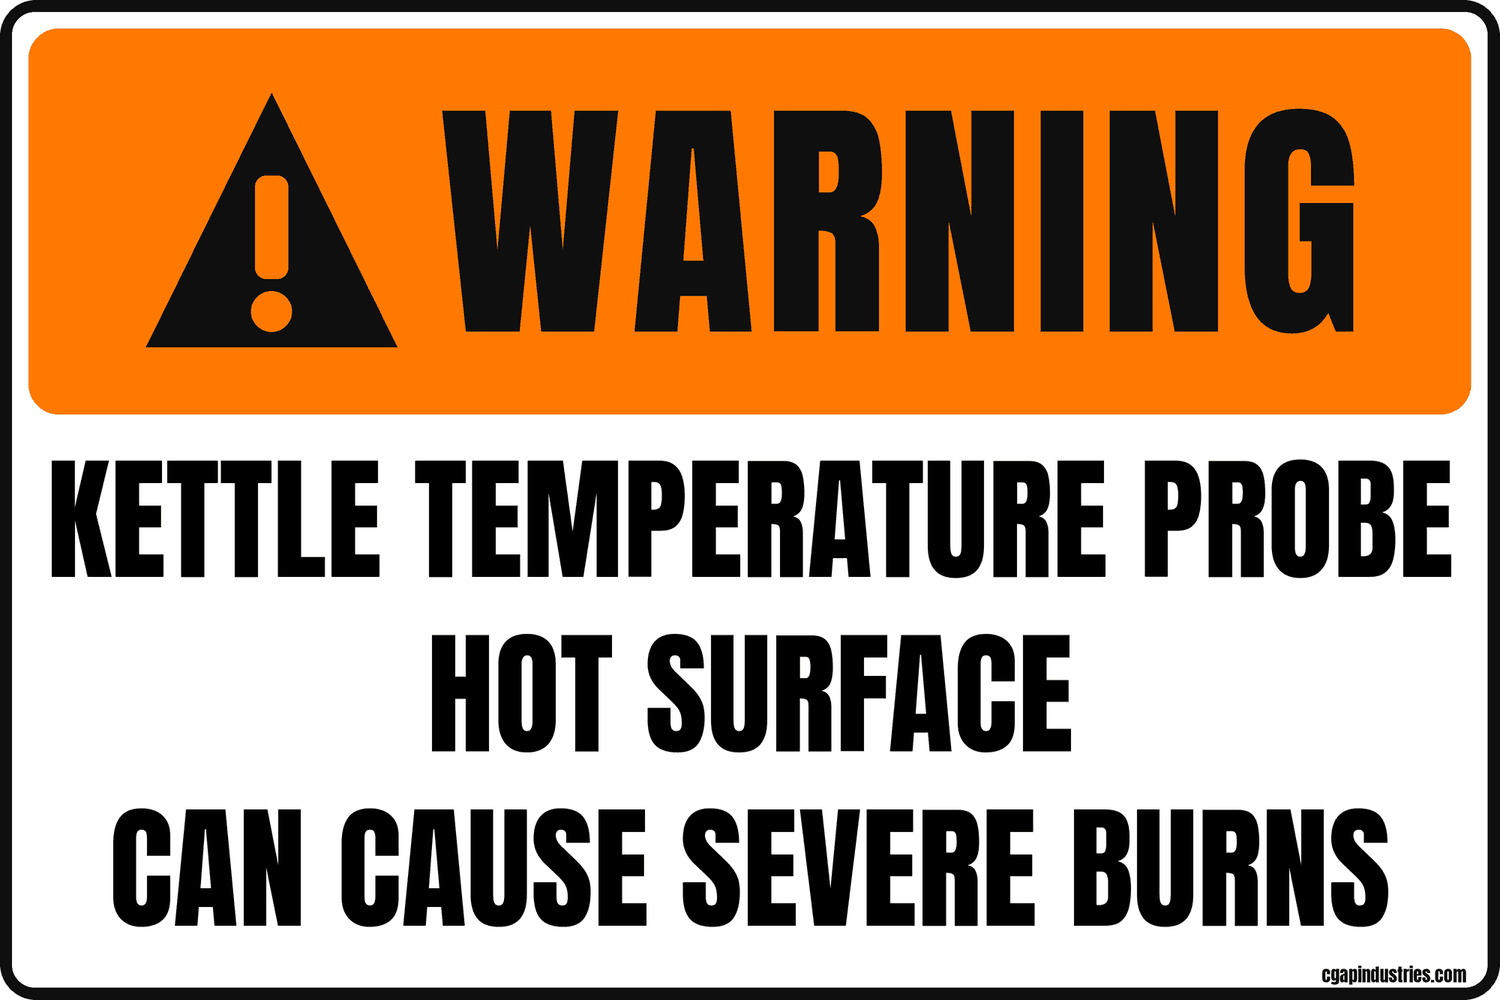 WARNING
KETTLE TEMPERATURE PROBE
HOT SURFACE
CAN CAUSE SEVERE BURNS
cgapindustries.com